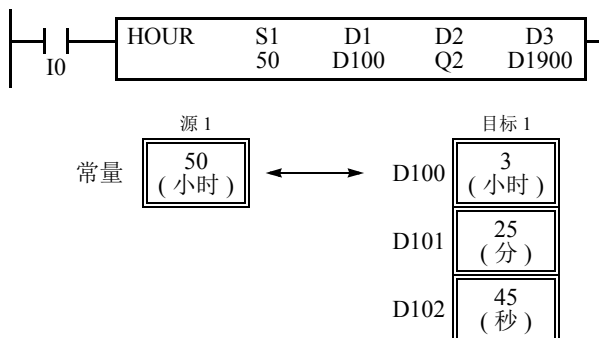 HOUR S1 D1 D2 D3
50 D100 Q2 D1900
I0
源 1 目标 1
常量 50 (小时) D100 3 (小时)
D101 25 (分)
D102 45 (秒)